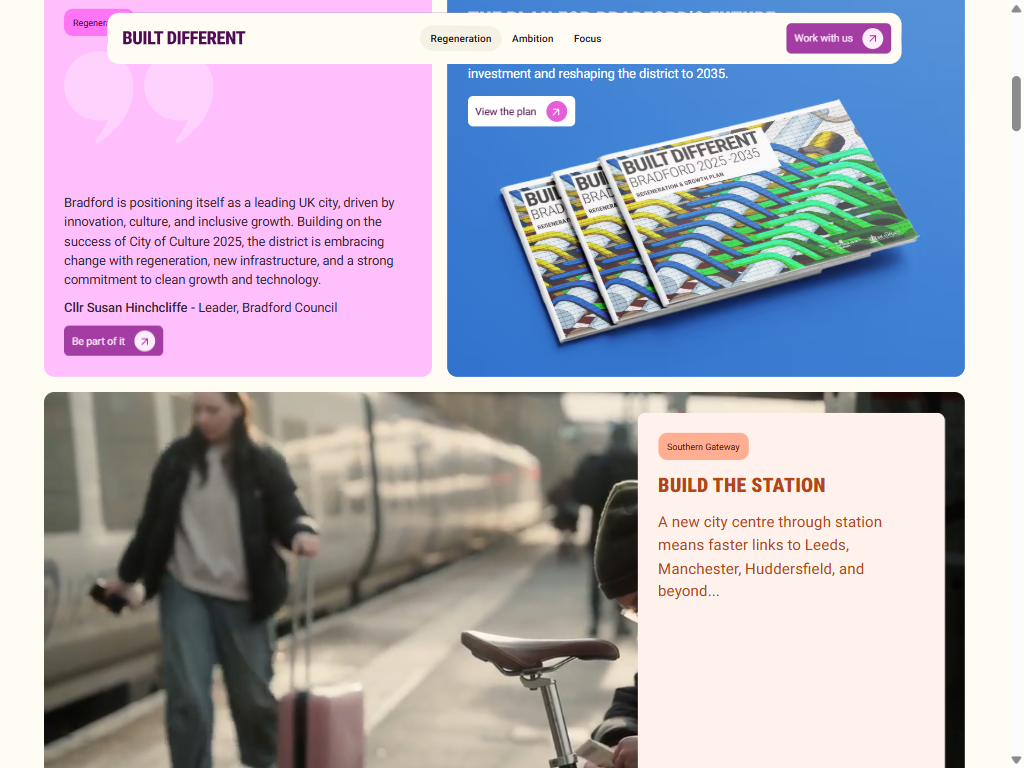 BUILT DIFFERENT
Regeneration
Ambition
Focus
Work with us
Bradford is positioning itself as a leading UK city, driven by
innovation, culture, and inclusive growth. Building on the
success of City of Culture 2025, the district is embracing
change with regeneration, new infrastructure, and a strong
commitment to clean growth and technology.
Cllr Susan Hinchcliffe - Leader, Bradford Council
Be part of it
investment and reshaping the district to 2035.
View the plan
BUILT DIFFERENT
BRADFORD 2025-2035
REGENERATION & GROWTH PLAN
Southern Gateway
BUILD THE STATION
A new city centre through station
means faster links to Leeds,
Manchester, Huddersfield, and
beyond...